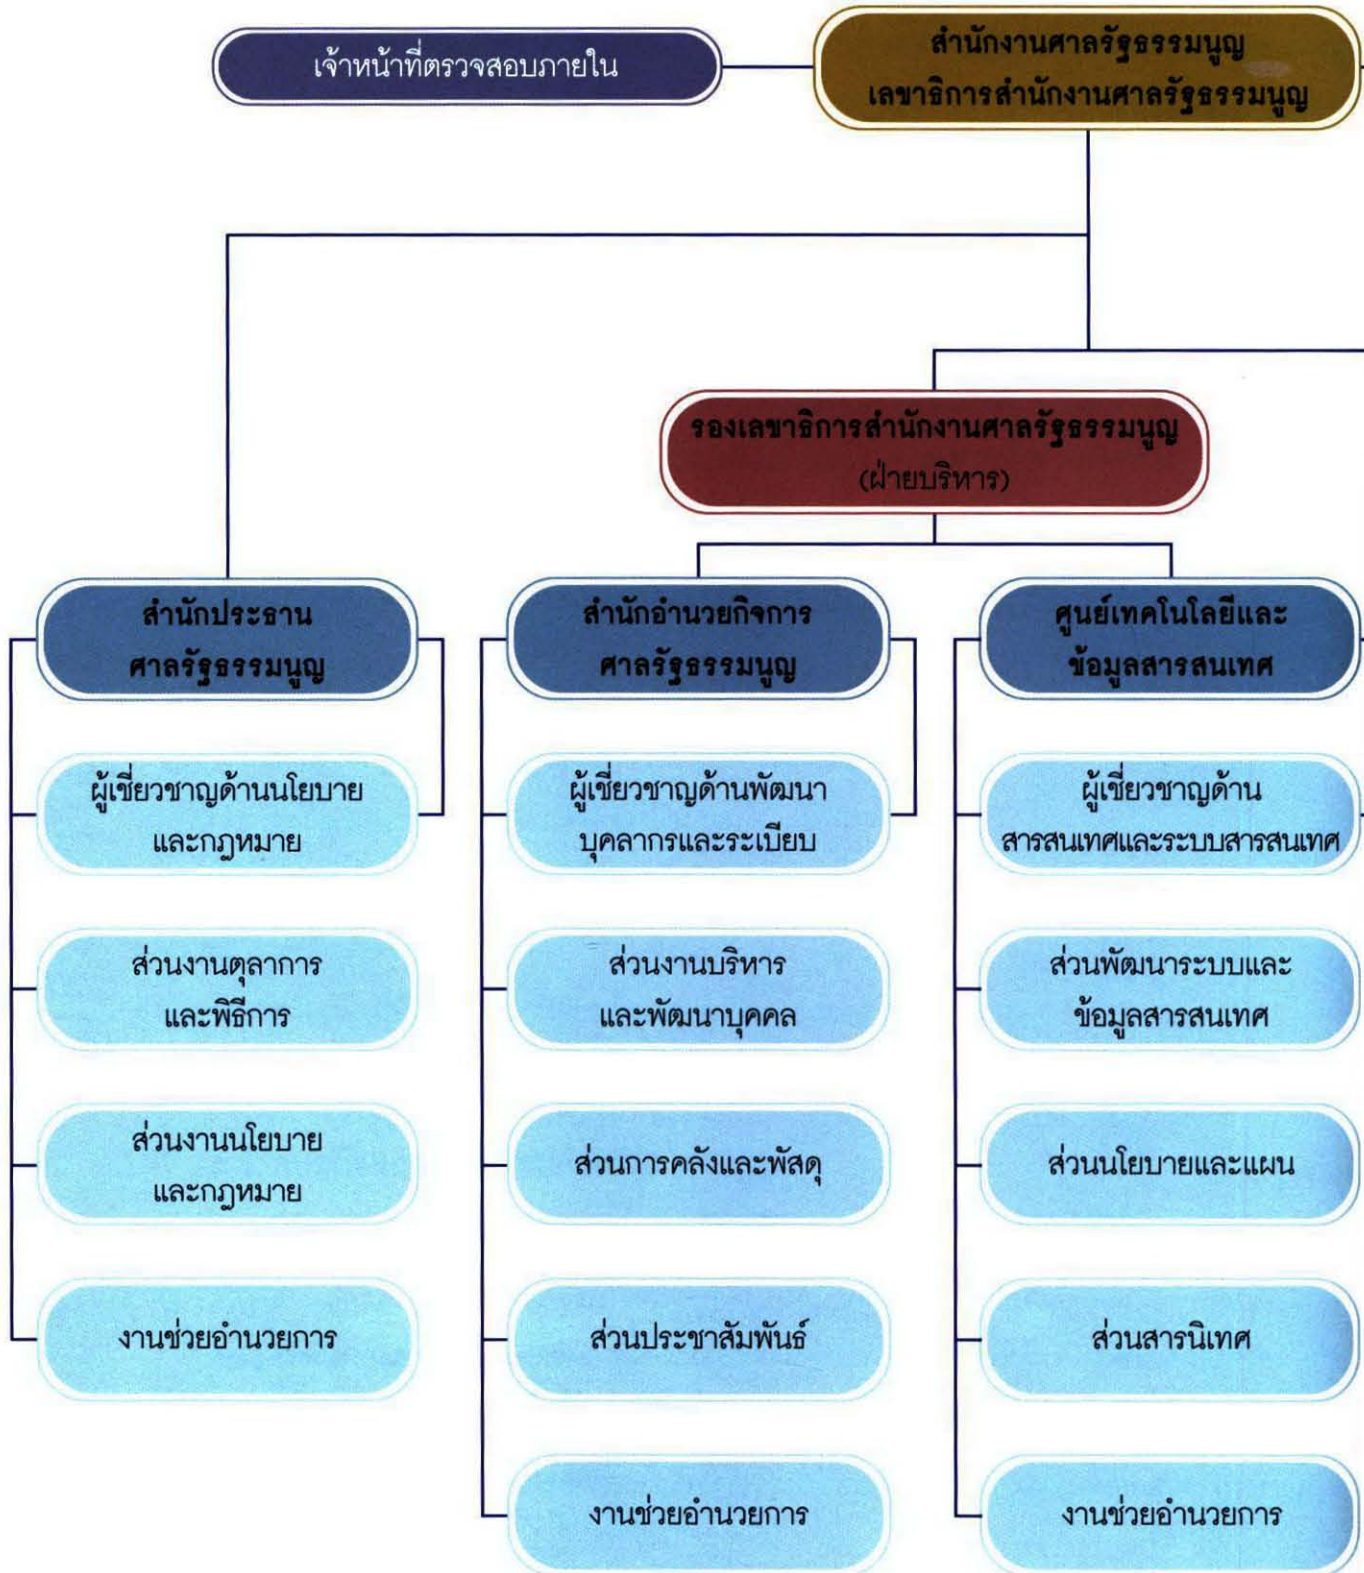 เจ้าหน้าที่ตรวจสอบภายใน
สำนักงานศาลรัฐธรรมนูญ
เลขาธิการสำนักงานศาลรัฐธรรมนูญ
รองเลขาธิการสำนักงานศาลรัฐธรรมนูญ
(ฝ่ายบริหาร)
สำนักประธาน
ศาลรัฐธรรมนูญ
ผู้เชี่ยวชาญด้านนโยบาย
และกฎหมาย
ส่วนงานตุลาการ
และพิธีการ
ส่วนงานนโยบาย
และกฎหมาย
งานช่วยอำนวยการ
สำนักอำนวยกิจการ
ศาลรัฐธรรมนูญ
ผู้เชี่ยวชาญด้านพัฒนา
บุคลากรและระเบียบ
ส่วนงานบริหาร
และพัฒนาบุคคล
ส่วนการคลังและพัสดุ
ส่วนประชาสัมพันธ์
งานช่วยอำนวยการ
ศูนย์เทคโนโลยีและ
ข้อมูลสารสนเทศ
ผู้เชี่ยวชาญด้าน
สารสนเทศและระบบสารสนเทศ
ส่วนพัฒนาระบบและ
ข้อมูลสารสนเทศ
ส่วนนโยบายและแผน
ส่วนสารนิเทศ
งานช่วยอำนวยการ